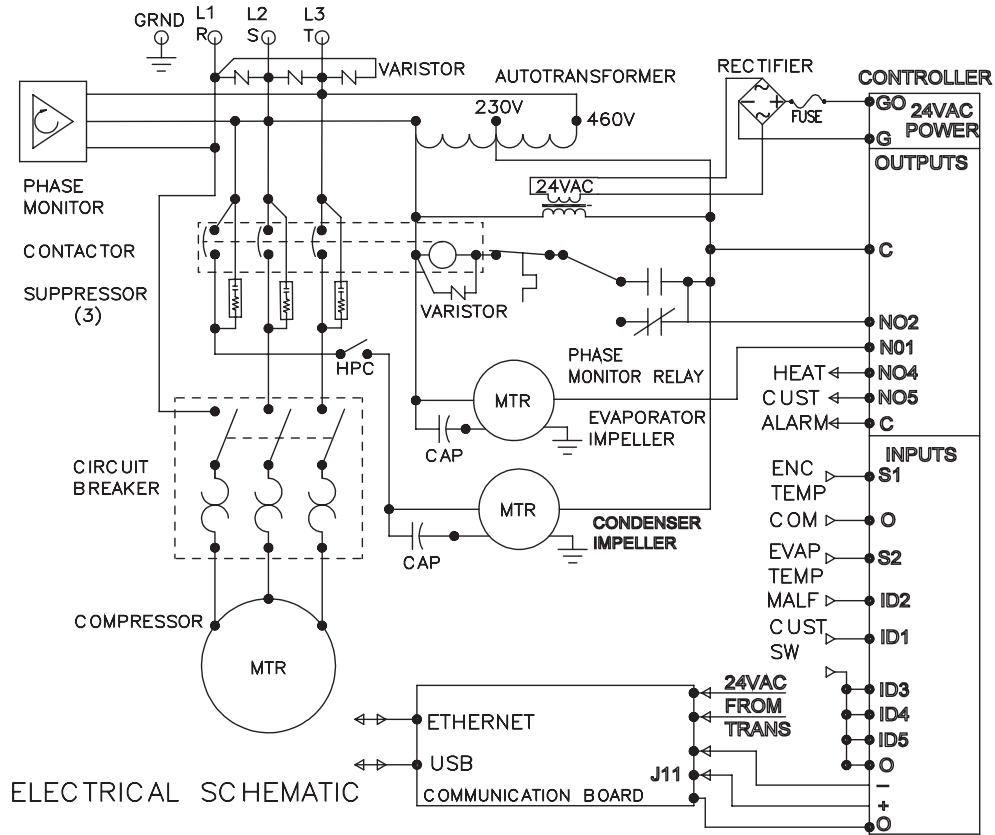 GRND
L1
R
L2
S
L3
T
VARISTOR
AUTOTRANSFORMER
230V
460V
RECTIFIER
FUSE
CONTROLLER
GO
24VAC
POWER
G
OUTPUTS
PHASE
MONITOR
24VAC
CONTACTOR
C
SUPPRESSOR
(3)
VARISTOR
NO2
PHASE
MONITOR RELAY
N01
HPC
HEAT
NO4
MTR
CUST
NO5
EVAPORATOR
IMPELLER
ALARM
C
CAP
INPUTS
CIRCUIT
BREAKER
ENC
TEMP
S1
MTR
CONDENSER
IMPELLER
COM
O
CAP
EVAP
TEMP
S2
MALF
ID2
COMPRESSOR
CUST
SW
ID1
MTR
24VAC
FROM
TRANS
ID3
ID4
ID5
O
ETHERNET
USB
J11
ELECTRICAL SCHEMATIC
COMMUNICATION BOARD
–
+
O